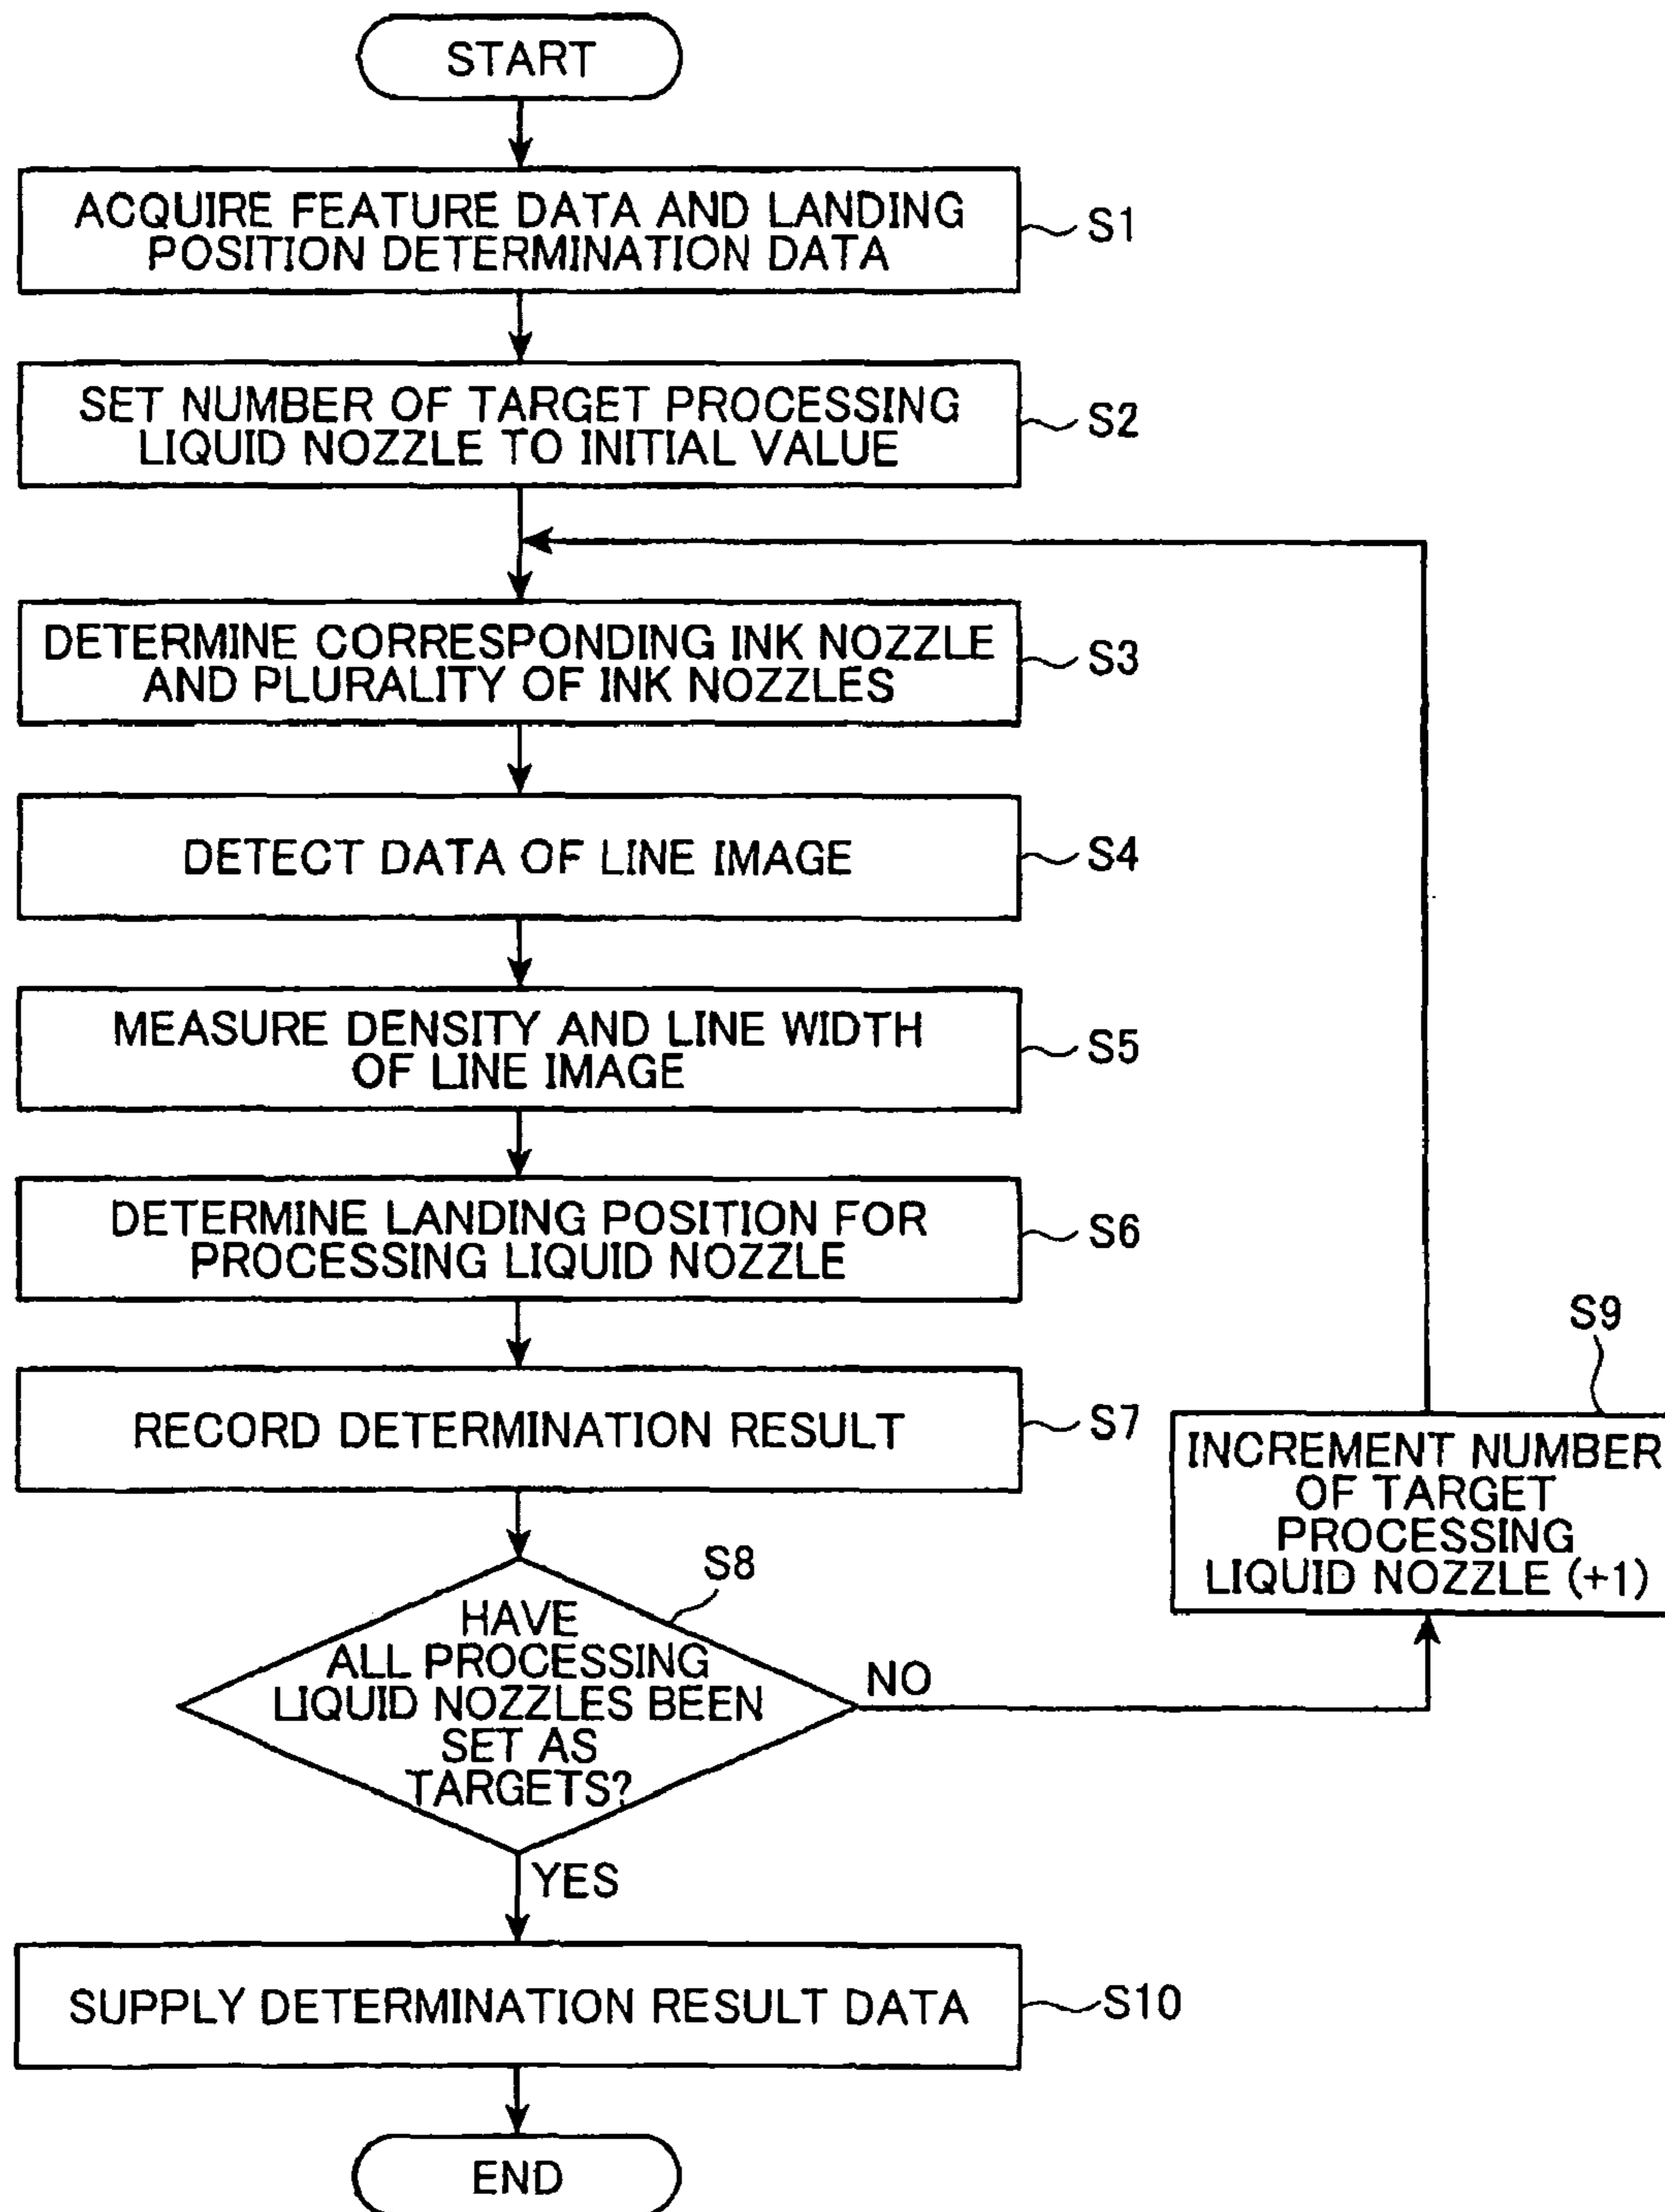 START
ACQUIRE FEATURE DATA AND LANDING
POSITION DETERMINATION DATA
S1
SET NUMBER OF TARGET PROCESSING
LIQUID NOZZLE TO INITIAL VALUE
S2
DETERMINE CORRESPONDING INK NOZZLE
AND PLURALITY OF INK NOZZLES
S3
DETECT DATA OF LINE IMAGE
S4
MEASURE DENSITY AND LINE WIDTH
OF LINE IMAGE
S5
DETERMINE LANDING POSITION FOR
PROCESSING LIQUID NOZZLE
S6
RECORD DETERMINATION RESULT
S7
HAVE
ALL PROCESSING
LIQUID NOZZLES BEEN
SET AS
TARGETS?
S8
NO
S9
INCREMENT NUMBER
OF TARGET
PROCESSING
LIQUID NOZZLE (+1)
YES
SUPPLY DETERMINATION RESULT DATA
S10
END